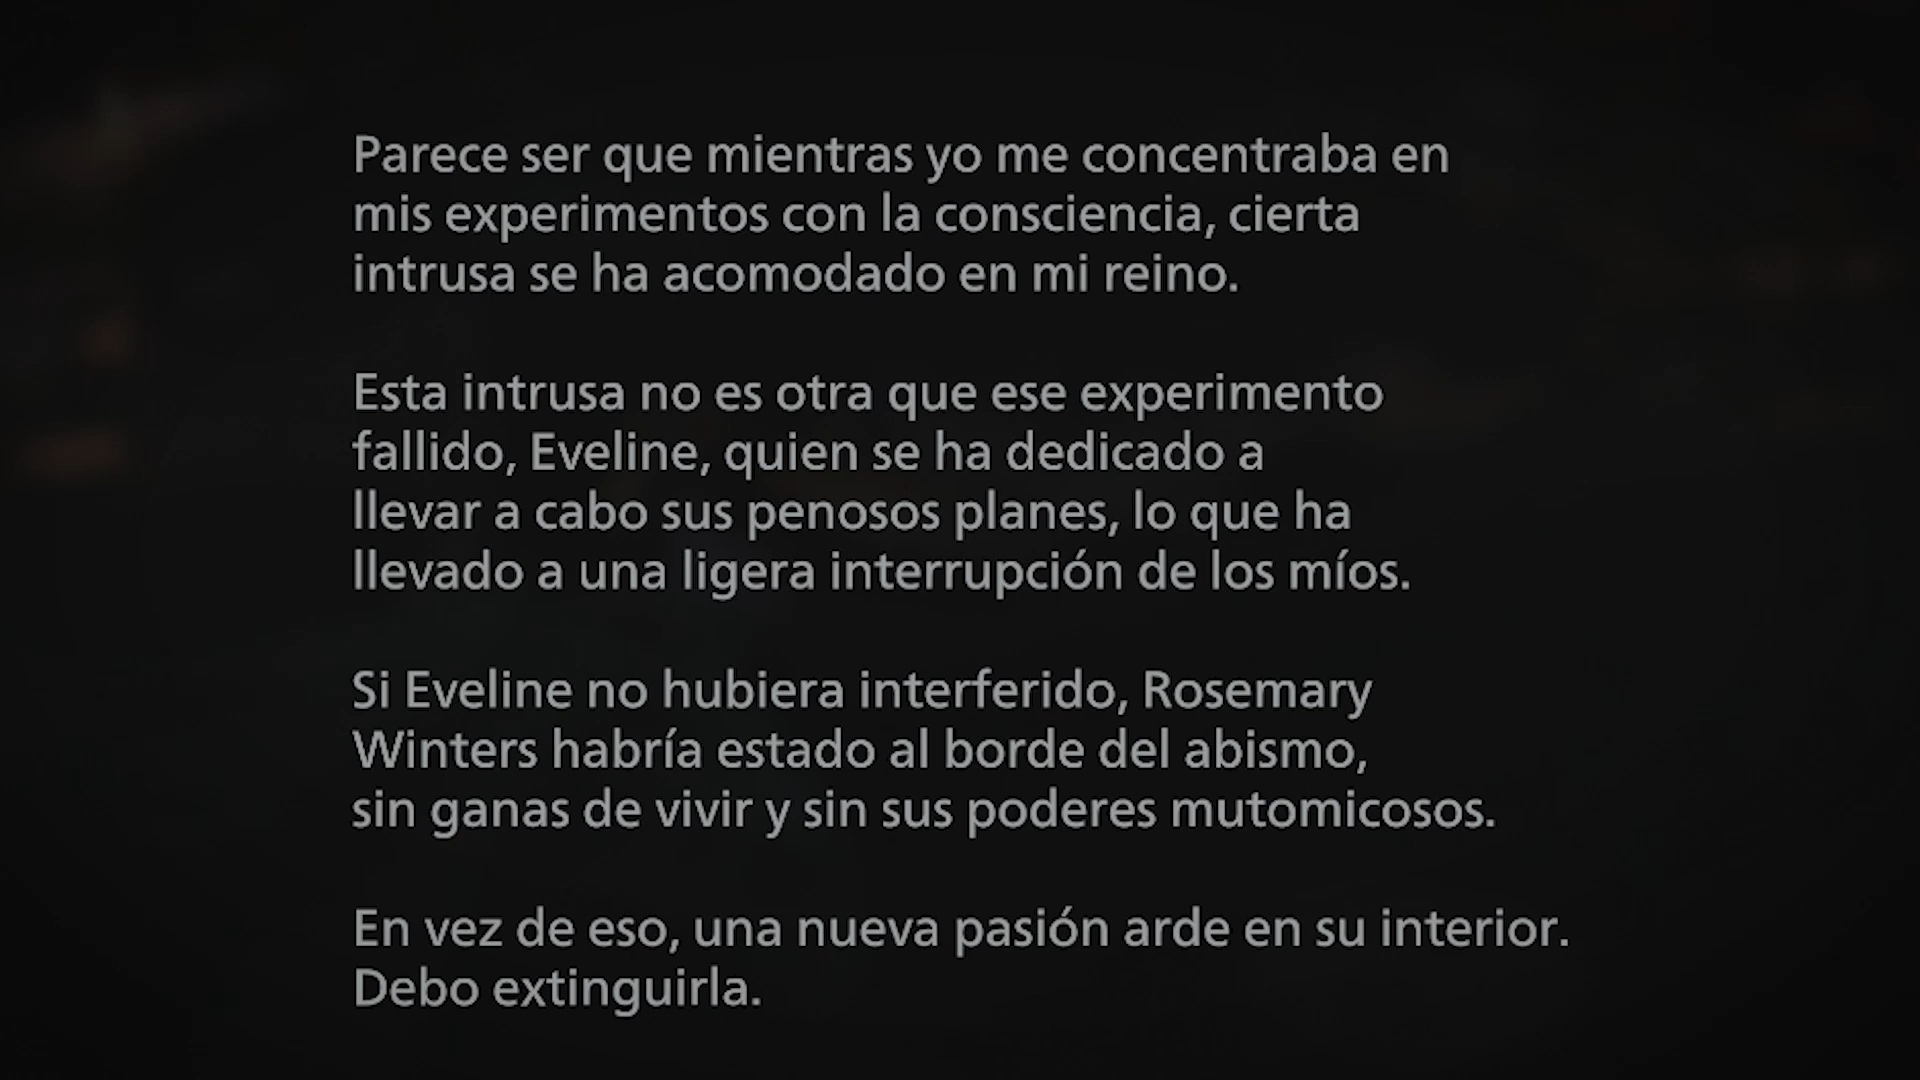 Parece ser que mientras yo me concentraba en
mis experimentos con la consciencia, cierta
intrusa se ha acomodado en mi reino.
Esta intrusa no es otra que ese experimento
fallido, Eveline, quien se ha dedicado a
llevar a cabo sus penosos planes, lo que ha
llevado a una ligera interrupción de los míos.
Si Eveline no hubiera interferido, Rosemary
Winters habría estado al borde del abismo,
sin ganas de vivir y sin sus poderes mutomicosos.
En vez de eso, una nueva pasión arde en su interior.
Debo extinguirla.